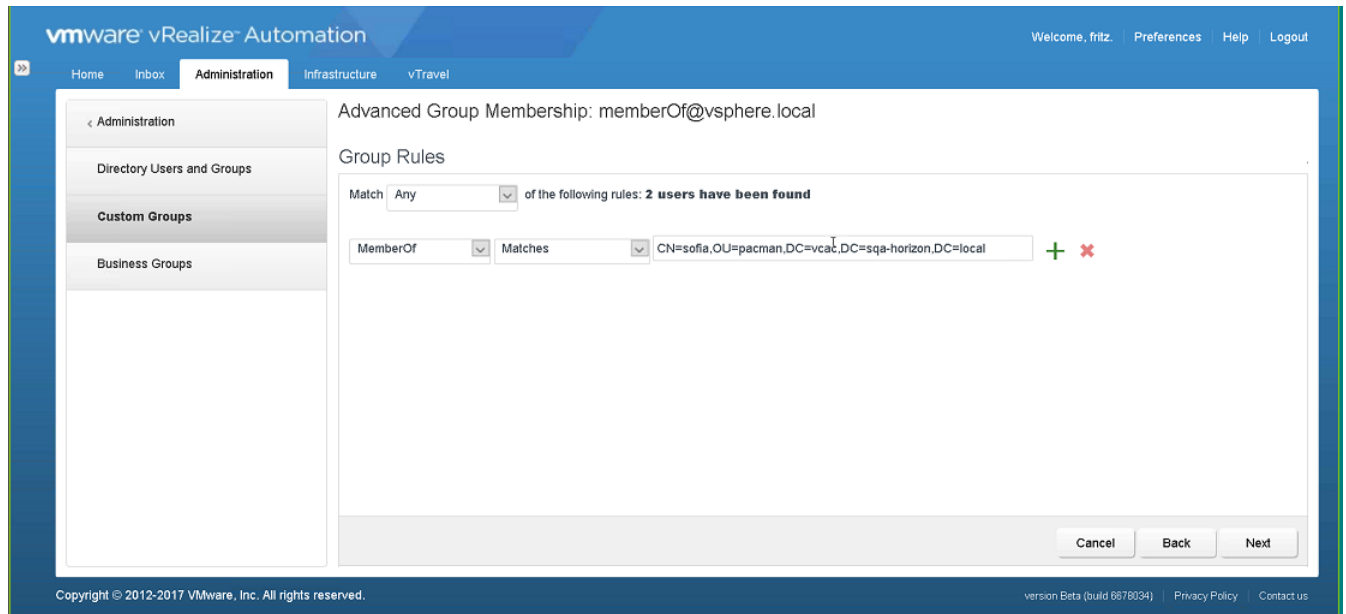 vmware vRealize Automation
Welcome, fritz. Preferences Help Logout
Home Inbox Administration Infrastructure vTravel
< Administration
Directory Users and Groups
Custom Groups
Business Groups
Advanced Group Membership: memberOf@vsphere.local
Group Rules
Match Any of the following rules: 2 users have been found
MemberOf Matches CN=sofia,OU=pacman,DC=vcac,DC=sqa-horizon,DC=local
Cancel Back Next
Copyright © 2012-2017 VMware, Inc. All rights reserved.
version Beta (build 6678034) Privacy Policy Contact us